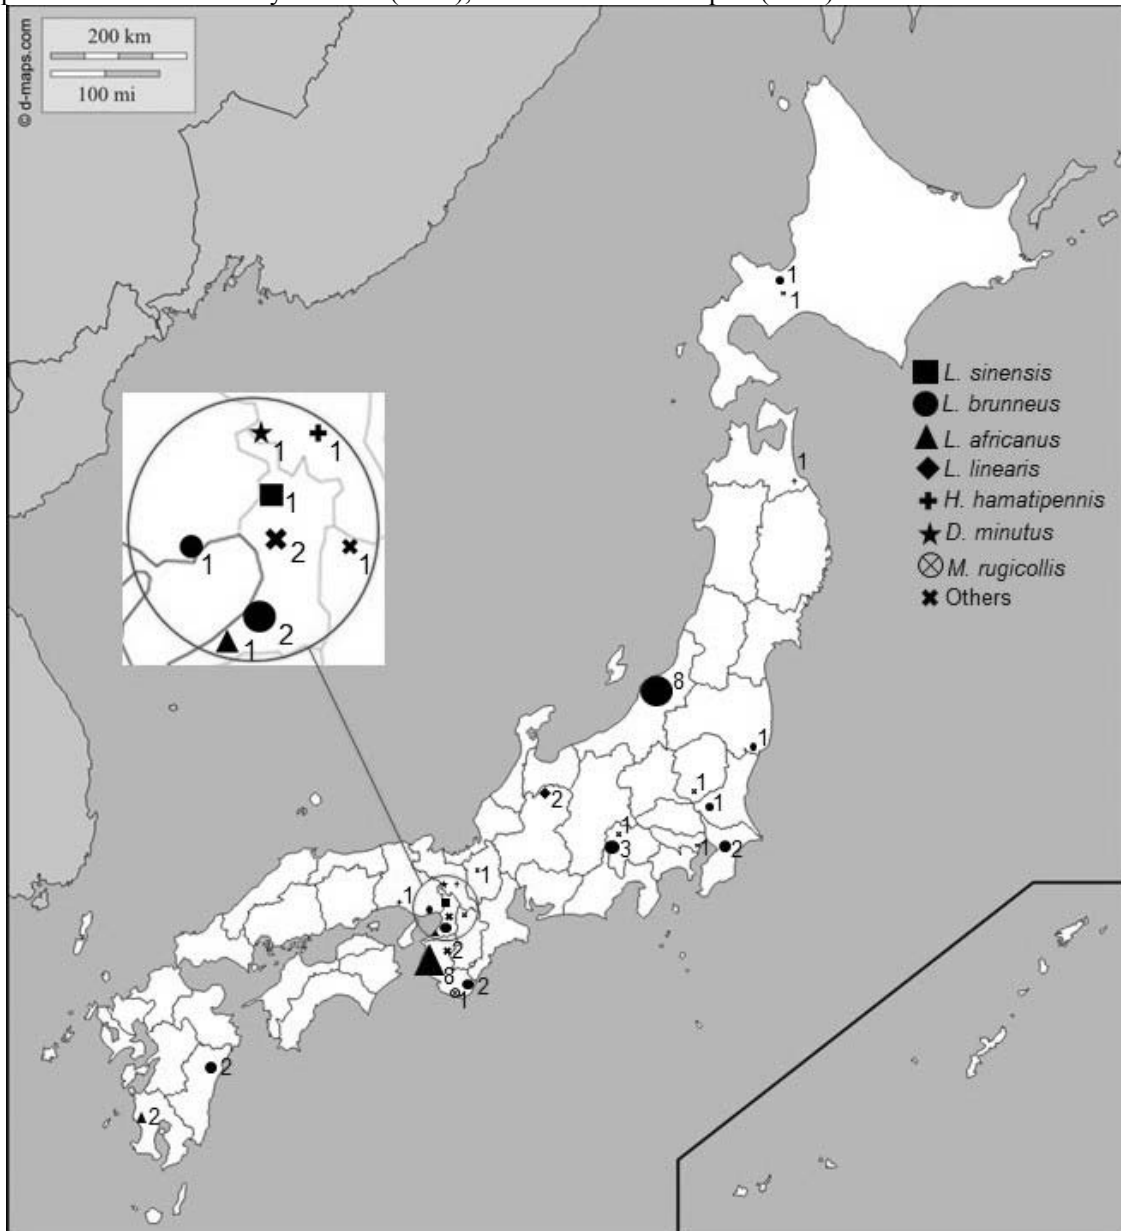 200 km
100 mi
© d-maps.com
1
1
L. sinensis
L. brunneus
L. africanus
L. linearis
H. hamatipennis
D. minutus
M. rugicollis
Others
1
1
1
1
2
1
1
2
1
8
1
1
1
2
1
3
1
2
1
1
2
8
2
1
2
2